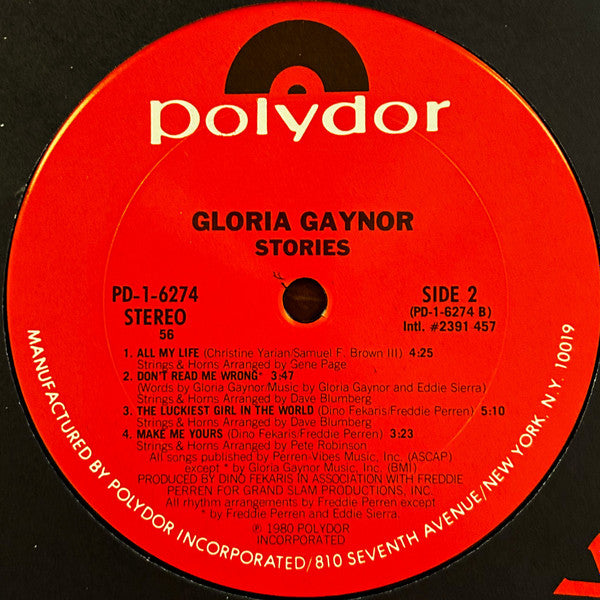 polydor
GLORIA GAYNOR
STORIES
PD-1-6274
STEREO
56
SIDE 2
(PD-1-6274 B)
Intl. #2391 457
1. ALL MY LIFE (Christine Yarian/Samuel F. Brown III) 4:25
Strings & Horns Arranged by Gene Page
2. DON'T READ ME WRONG* 3:47
(Words by Gloria Gaynor/Music by Gloria Gaynor and Eddie Sierra)
Strings & Horns Arranged by Dave Blumberg
3. THE LUCKIEST GIRL IN THE WORLD (Dino Fekaris/Freddie Perren) 5:10
Strings & Horns Arranged by Dave Blumberg
4. MAKE ME YOURS (Dino Fekaris/Freddie Perren) 3:23
Strings & Horns Arranged by Pete Robinson
All songs published by Perren Vibes Music, Inc. (ASCAP)
except * by Gloria Gaynor Music, Inc. (BMI)
PRODUCED BY DINO FEKARIS IN ASSOCIATION WITH FREDDIE
PERREN FOR GRAND SLAM PRODUCTIONS, INC.
All rhythm arrangements by Freddie Perren except
* by Freddie Perren and Eddie Sierra.
℗ 1980 POLYDOR
INCORPORATED
MANUFACTURED BY POLYDOR INCORPORATED/810 SEVENTH AVENUE/NEW YORK, N.Y. 10019